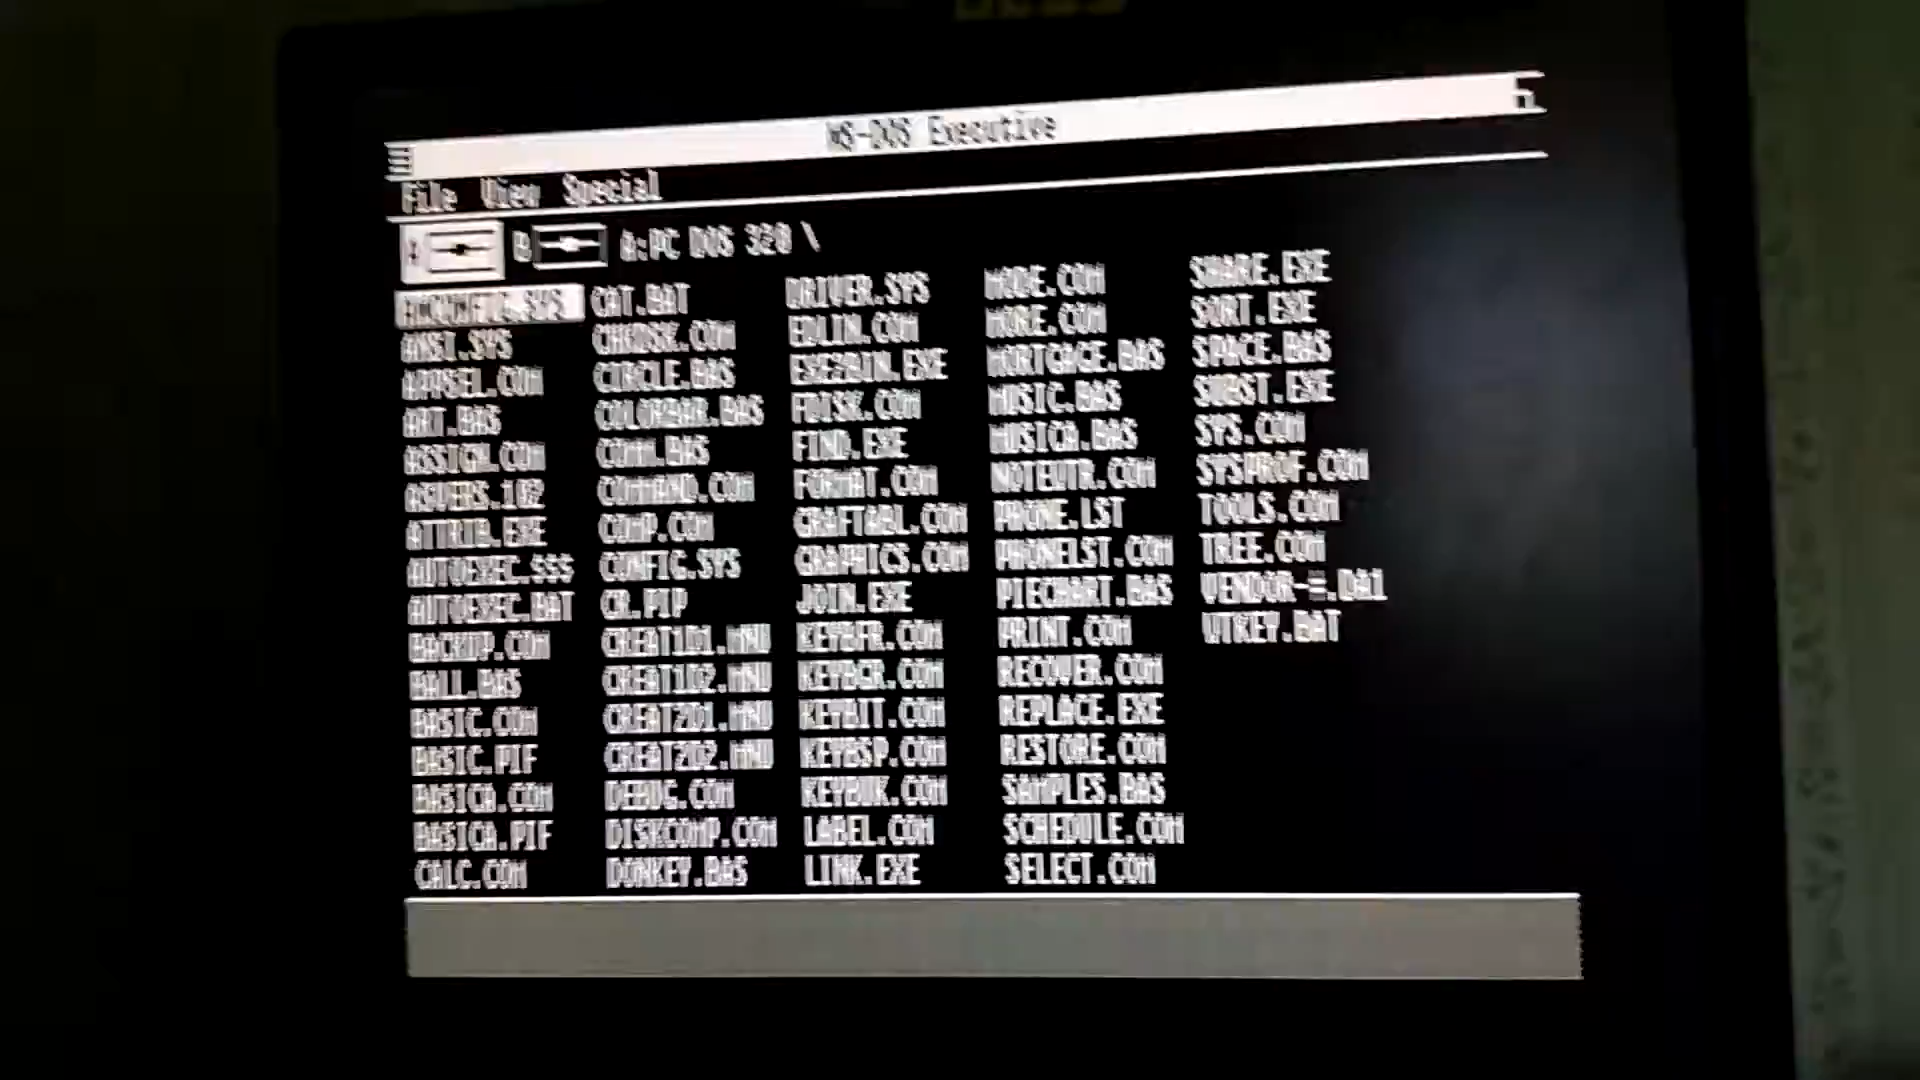 MS-DOS Executive
File View Special
A B A:PC DOS 320 \
CAT.BAT DRIVER.SYS MODE.COM SHARE.EXE
ANSI.SYS CHKDSK.COM EDLIN.COM MORE.COM SORT.EXE
APPSEL.COM CIRCLE.BAS EXE2BIN.EXE MORTGAGE.BAS SPACE.BAS
ART.BAS COLORBAR.BAS FDISK.COM MUSIC.BAS SUBST.EXE
ASSIGN.COM COMM.BAS FIND.EXE MUSICA.BAS SYS.COM
ASVERS.102 COMMAND.COM FORMAT.COM NOTEWTR.COM SYSPROF.COM
ATTRIB.EXE COMP.COM GRAFTABL.COM PHONE.LST TOOLS.COM
AUTOEXEC.SSS CONFIG.SYS GRAPHICS.COM PHONELST.COM TREE.COM
AUTOEXEC.BAT CR.PIP JOIN.EXE PIECHART.BAS
BACKUP.COM CREAT1D1.MNU KEYBFR.COM PRINT.COM VTKEY.BAT
BALL.BAS CREAT1D2.MNU KEYBGR.COM RECOVER.COM
BASIC.COM CREAT2D1.MNU KEYBIT.COM REPLACE.EXE
BASIC.PIF CREAT2D2.MNU KEYBSP.COM RESTORE.COM
BASICA.COM DEBUG.COM KEYBUK.COM SAMPLES.BAS
BASICA.PIF DISKCOMP.COM LABEL.COM SCHEDULE.COM
CALC.COM DONKEY.BAS LINK.EXE SELECT.COM